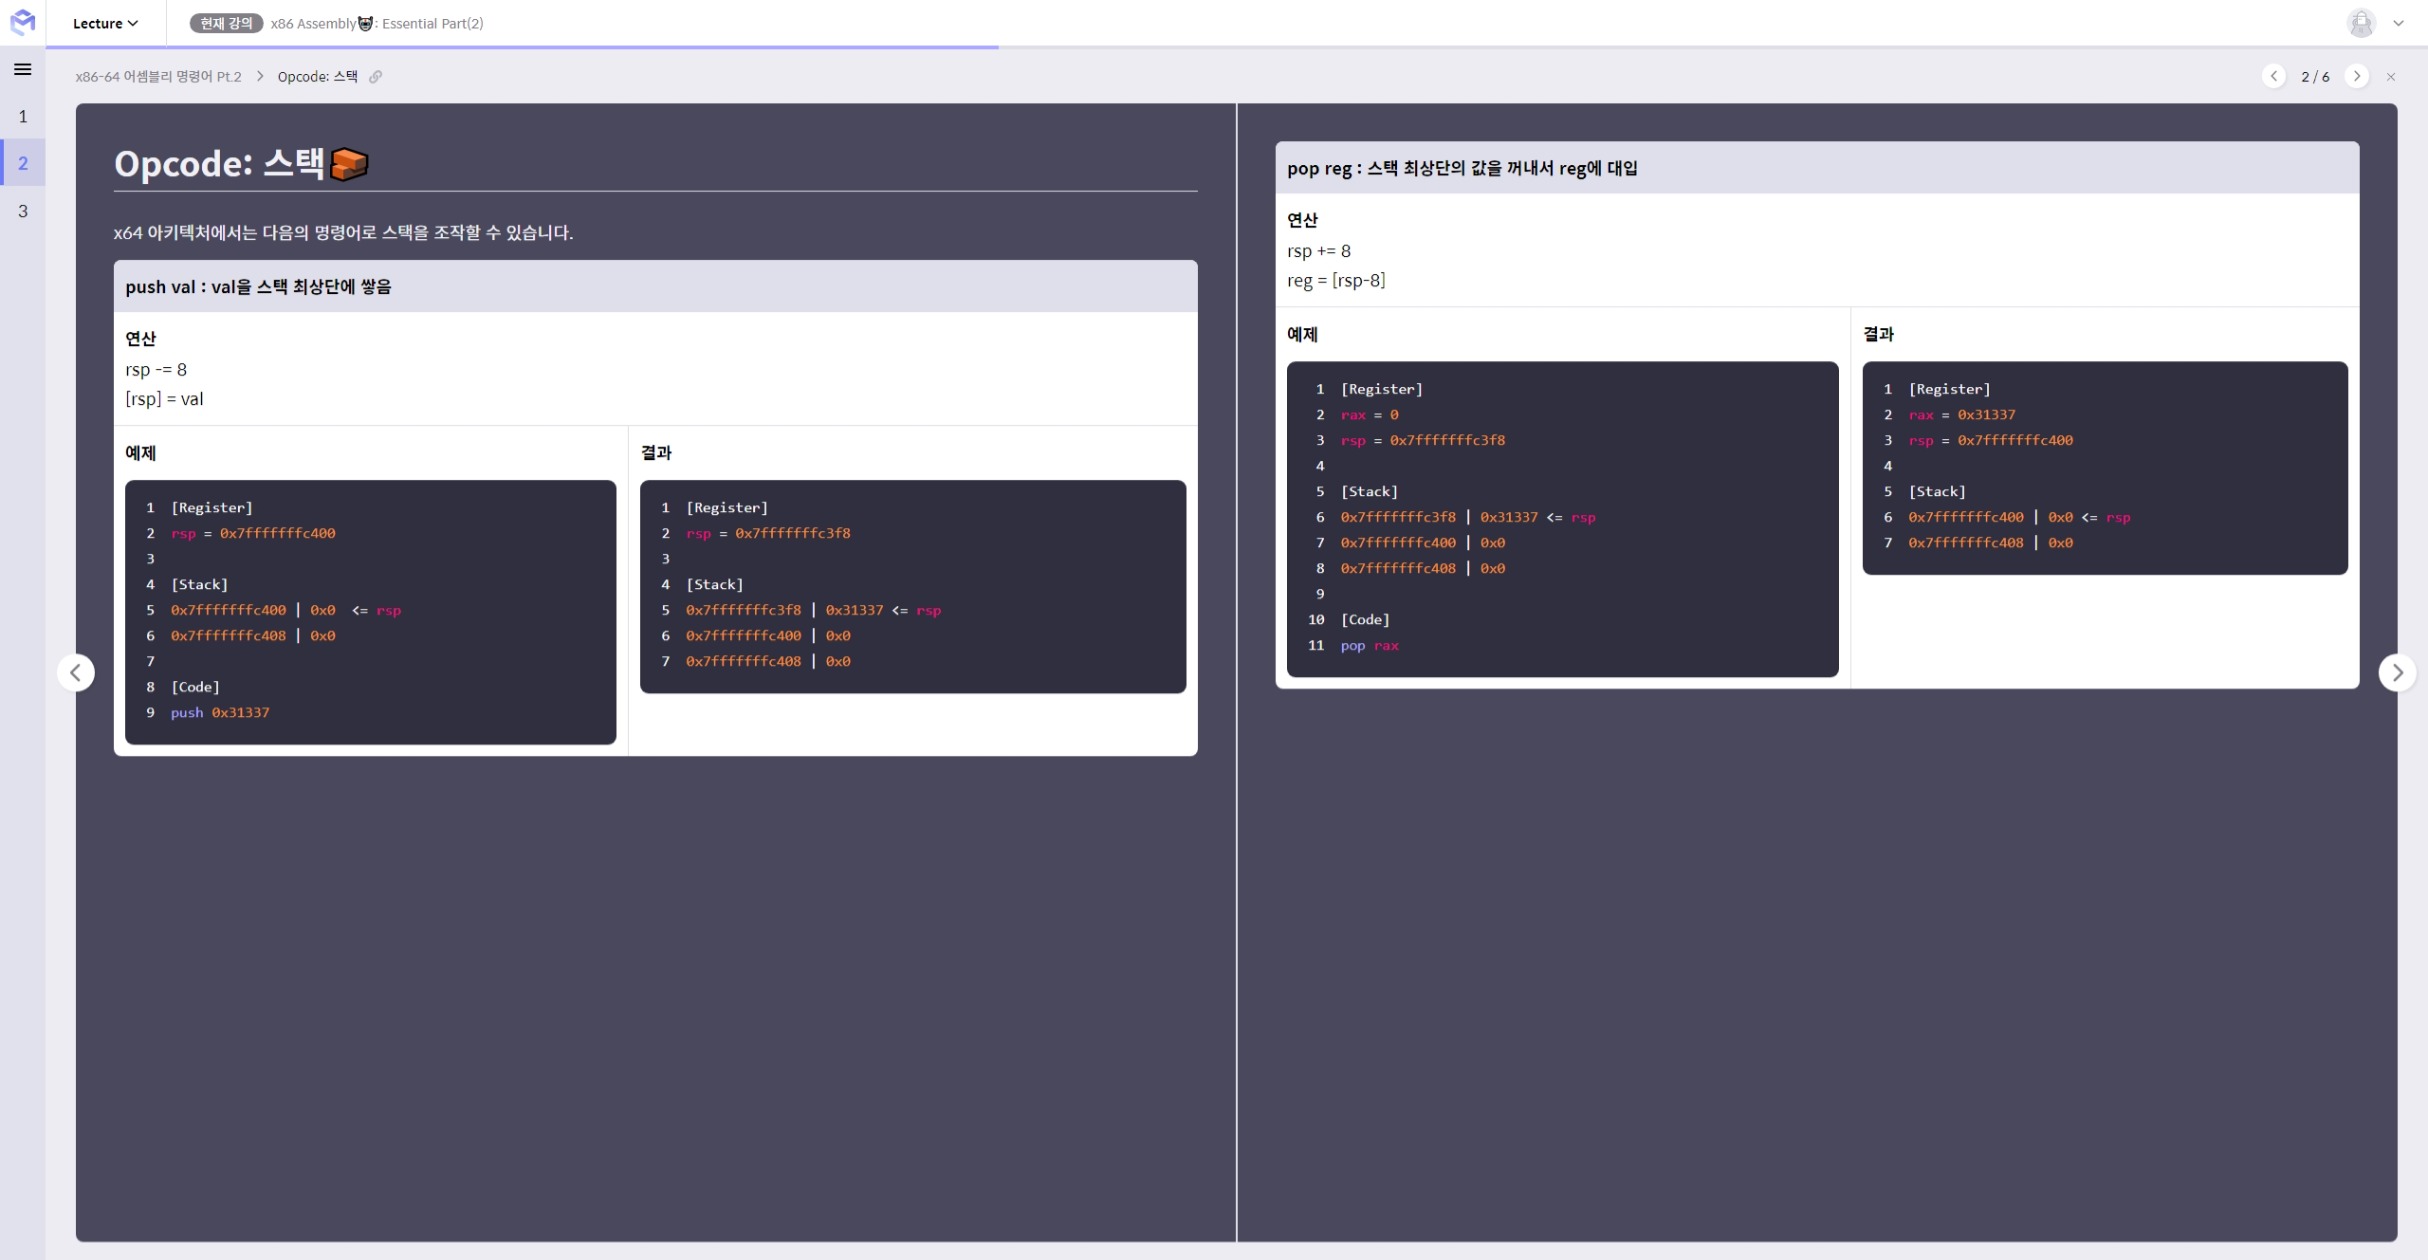 Lecture
현재 강의 x86 Assembly🐱: Essential Part(2)
x86-64 어셈블리 명령어 Pt.2 > Opcode: 스택
2 / 6
1
2
3
Opcode: 스택🧱
x64 아키텍처에서는 다음의 명령어로 스택을 조작할 수 있습니다.
push val : val을 스택 최상단에 쌓음
연산
rsp -= 8
[rsp] = val
예제
1 [Register]
2 rsp = 0x7fffffffc400
3
4 [Stack]
5 0x7fffffffc400 | 0x0  <= rsp
6 0x7fffffffc408 | 0x0
7
8 [Code]
9 push 0x31337
결과
1 [Register]
2 rsp = 0x7fffffffc3f8
3
4 [Stack]
5 0x7fffffffc3f8 | 0x31337 <= rsp
6 0x7fffffffc400 | 0x0
7 0x7fffffffc408 | 0x0
pop reg : 스택 최상단의 값을 꺼내서 reg에 대입
연산
rsp += 8
reg = [rsp-8]
예제
1 [Register]
2 rax = 0
3 rsp = 0x7fffffffc3f8
4
5 [Stack]
6 0x7fffffffc3f8 | 0x31337 <= rsp
7 0x7fffffffc400 | 0x0
8 0x7fffffffc408 | 0x0
9
10 [Code]
11 pop rax
결과
1 [Register]
2 rax = 0x31337
3 rsp = 0x7fffffffc400
4
5 [Stack]
6 0x7fffffffc400 | 0x0 <= rsp
7 0x7fffffffc408 | 0x0